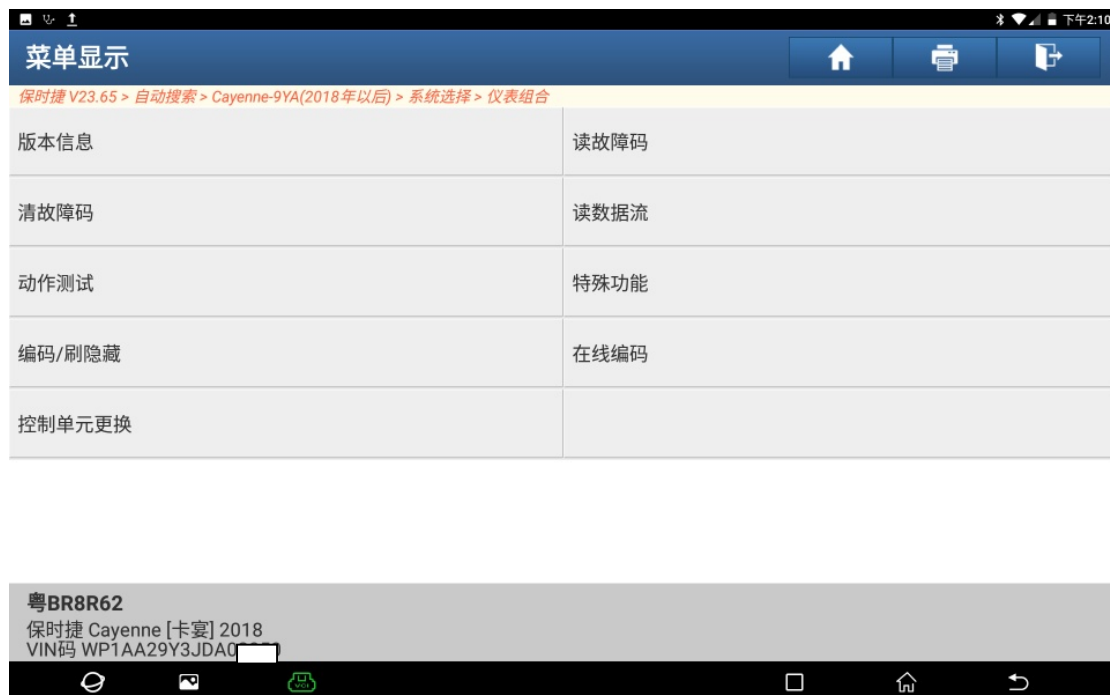 下午2:10
菜单显示
保时捷 V23.65 > 自动搜索 > Cayenne-9YA(2018年以后) > 系统选择 > 仪表组合
版本信息 读故障码
清故障码 读数据流
动作测试 特殊功能
编码/刷隐藏 在线编码
控制单元更换
粤BR8R62
保时捷 Cayenne [卡宴] 2018
VIN码 WP1AA29Y3JDA0
VCI